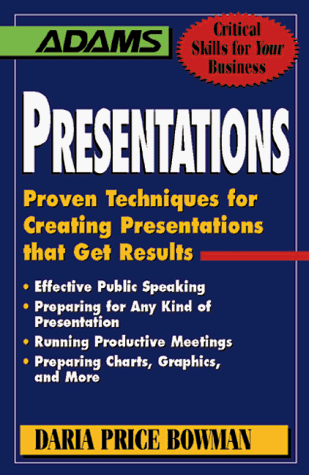 ADAMS
Critical
Skills for Your
Business
PRESENTATIONS
Proven Techniques for
Creating Presentations
that Get Results
• Effective Public Speaking
• Preparing for Any Kind of
Presentation
• Running Productive Meetings
• Preparing Charts, Graphics,
and More
DARIA PRICE BOWMAN